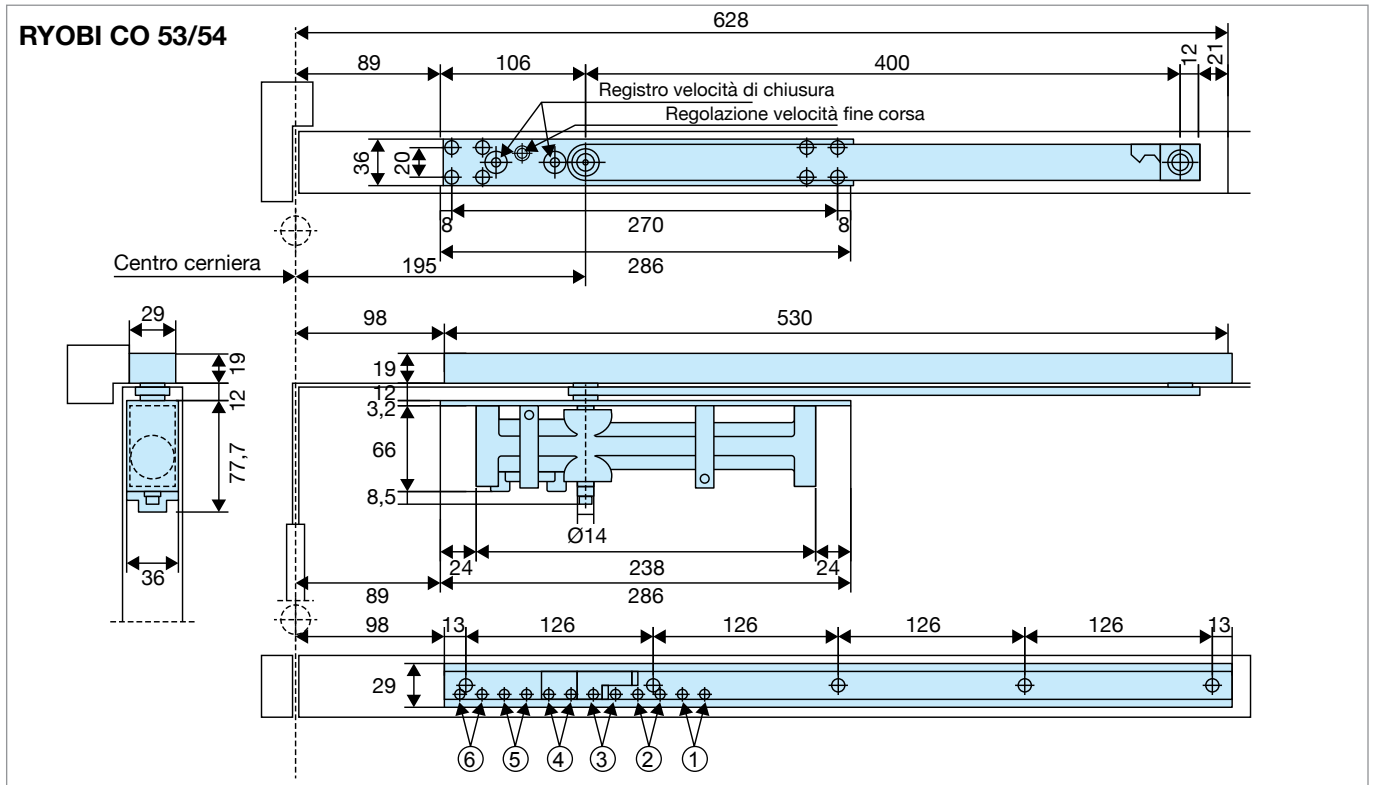 RYOBI CO 53/54
628
89 106 400 12 21
Registro velocità di chiusura
Regolazione velocità fine corsa
36 20
8 270 8
Centro cerniera 195 286
29 98 530
19 19
12 12
3,2
77,7 66
8,5
Ø14
36 24 238 24
89 286
98 13 126 126 126 126 13
29
6 5 4 3 2 1